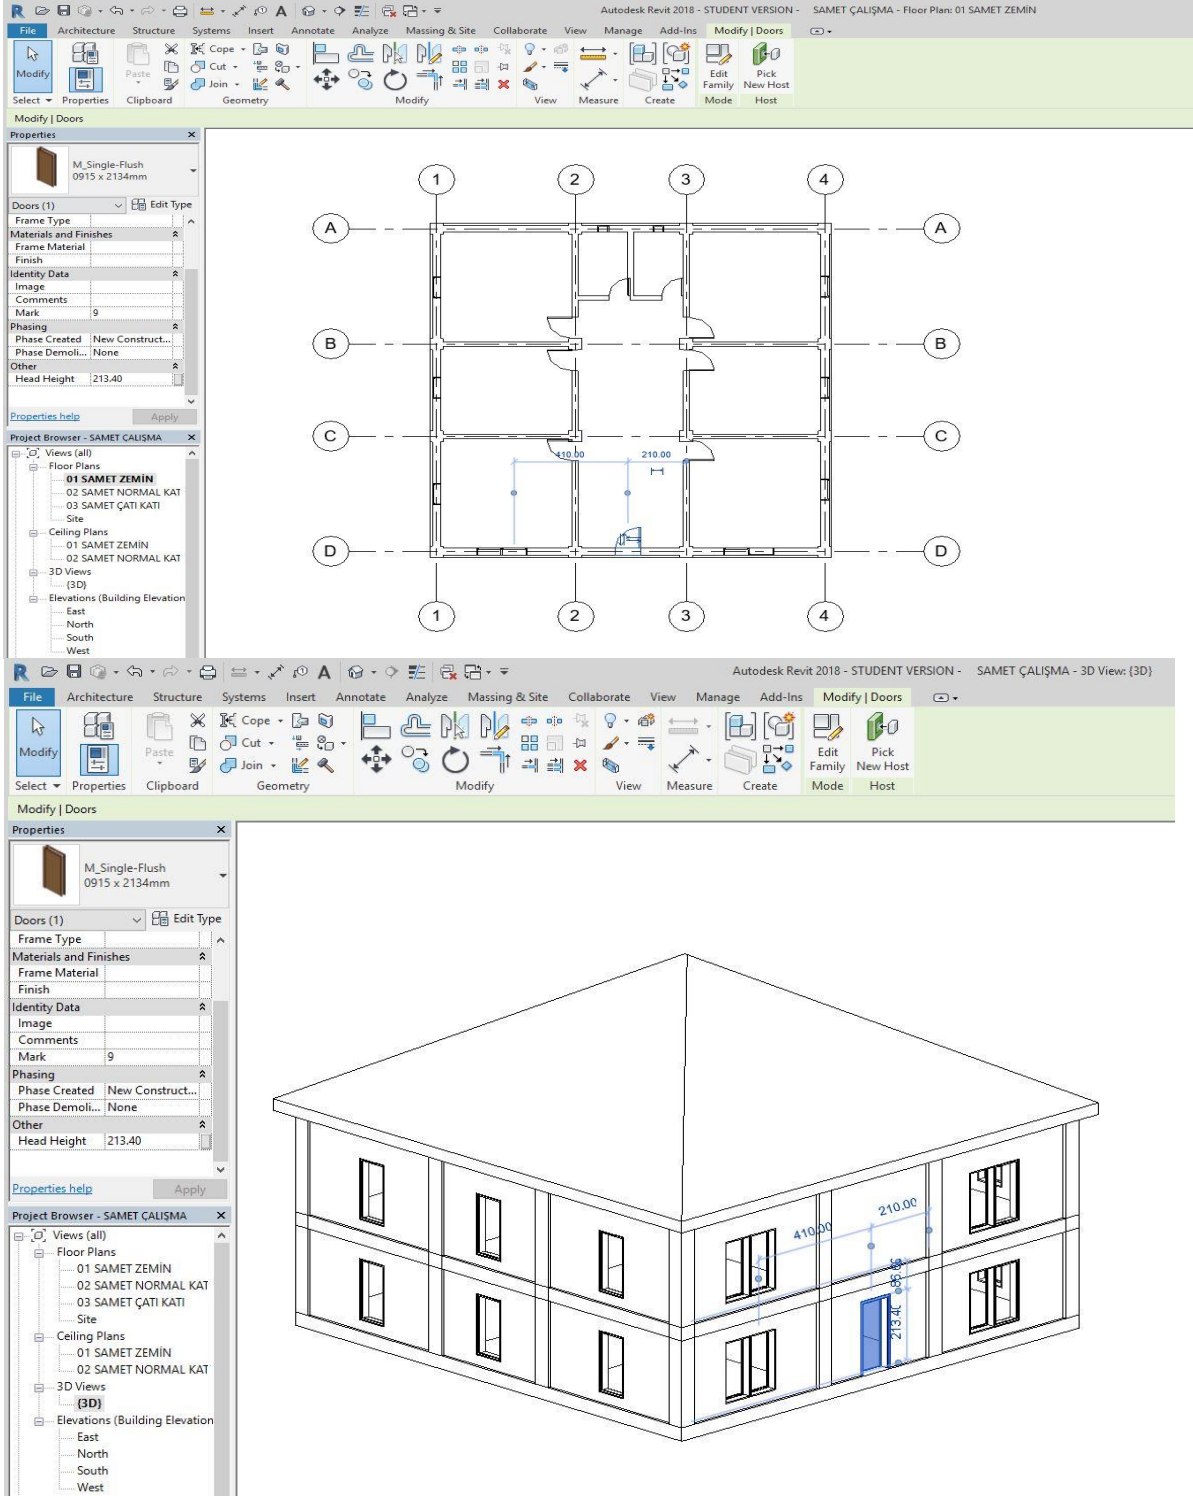 Autodesk Revit 2018 - STUDENT VERSION - SAMET ÇALIŞMA - Floor Plan: 01 SAMET ZEMİN
File Architecture Structure Systems Insert Annotate Analyze Massing & Site Collaborate View Manage Add-Ins Modify | Doors
Cope
Cut
Join
Modify
Paste
Edit Family
Pick New Host
Select Properties Clipboard Geometry Modify View Measure Create Mode Host
Modify | Doors
Properties
M_Single-Flush
0915 x 2134mm
Doors (1) Edit Type
Frame Type
Materials and Finishes
Frame Material
Finish
Identity Data
Image
Comments
Mark 9
Phasing
Phase Created New Construct...
Phase Demoli... None
Other
Head Height 213.40
Properties help Apply
Project Browser - SAMET ÇALIŞMA
Views (all)
Floor Plans
01 SAMET ZEMİN
02 SAMET NORMAL KAT
03 SAMET ÇATI KATI
Site
Ceiling Plans
01 SAMET ZEMİN
02 SAMET NORMAL KAT
3D Views
{3D}
Elevations (Building Elevation
East
North
South
West
1 2 3 4
A A
B B
C C
410.00 210.00
D D
1 2 3 4
Autodesk Revit 2018 - STUDENT VERSION - SAMET ÇALIŞMA - 3D View: {3D}
File Architecture Structure Systems Insert Annotate Analyze Massing & Site Collaborate View Manage Add-Ins Modify | Doors
Cope
Cut
Join
Modify
Paste
Edit Family
Pick New Host
Select Properties Clipboard Geometry Modify View Measure Create Mode Host
Modify | Doors
Properties
M_Single-Flush
0915 x 2134mm
Doors (1) Edit Type
Frame Type
Materials and Finishes
Frame Material
Finish
Identity Data
Image
Comments
Mark 9
Phasing
Phase Created New Construct...
Phase Demoli... None
Other
Head Height 213.40
Properties help Apply
Project Browser - SAMET ÇALIŞMA
Views (all)
Floor Plans
01 SAMET ZEMİN
02 SAMET NORMAL KAT
03 SAMET ÇATI KATI
Site
Ceiling Plans
01 SAMET ZEMİN
02 SAMET NORMAL KAT
3D Views
{3D}
Elevations (Building Elevation
East
North
South
West
410.00
210.00
213.40